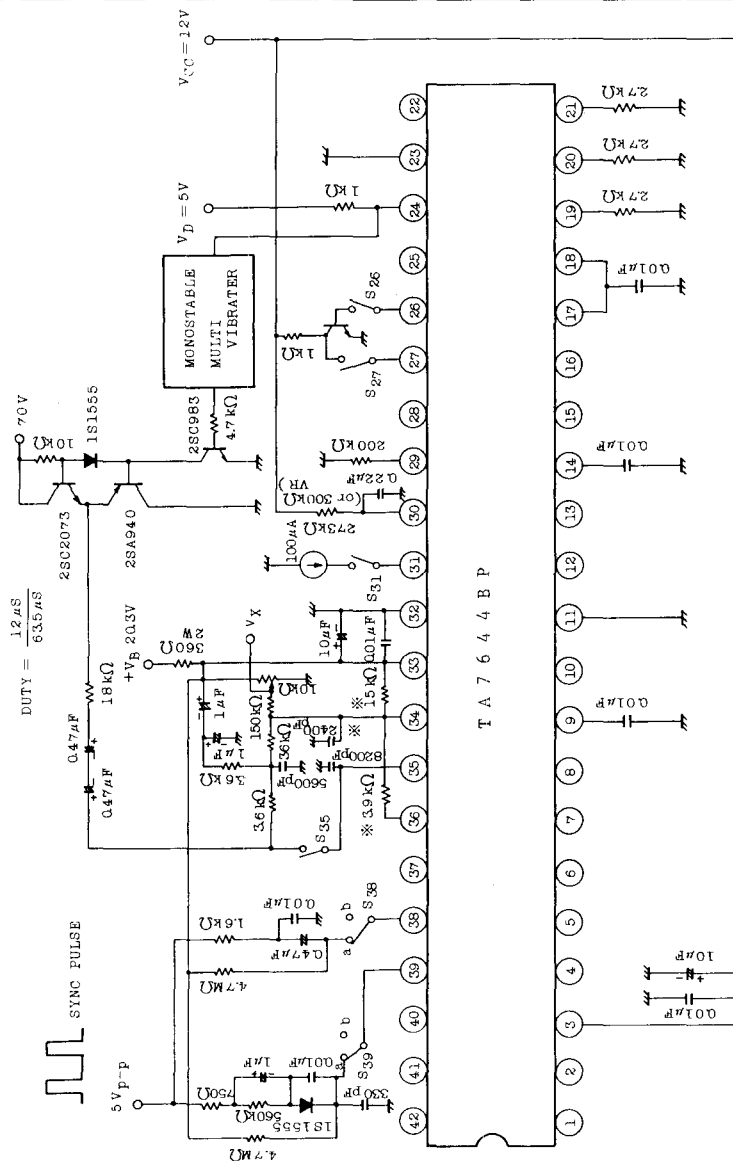 VCC=12V
VD=5V
1kΩ
MONOSTABLE
MULTI
VIBRATER
1kΩ
S26
S27
70V
10kΩ
1S1555
2SC983
4.7kΩ
2SC2073
2SA940
DUTY = 12μS
63.5μS
18kΩ
0.47μF
0.47μF
+VB 20.3V
360Ω
2W
VX
1μF
1μF
10kΩ
150kΩ
36kΩ
3.6kΩ
3.6kΩ
5600pF
2400
pF
8200pF
※
※
15kΩ
※ 3.9kΩ
10μF
0.01μF
S35
100μA
S31
273kΩ
(or 300kΩ
VR)
0.22μF
200kΩ
SYNC PULSE
5Vp-p
1.6kΩ
0.01μF
0.47μF
4.7MΩ
a
b
S38
750Ω
1μF
560kΩ
0.01μF
1S1555
330pF
4.7MΩ
a
b
S39
42 41 40 39 38 37 36 35 34 33 32 31 30 29 28 27 26 25 24 23 22
TA7644BP
1 2 3 4 5 6 7 8 9 10 11 12 13 14 15 16 17 18 19 20 21
10μF
0.01μF
0.01μF
0.01μF
0.01μF
2.7kΩ
2.7kΩ
2.7kΩ